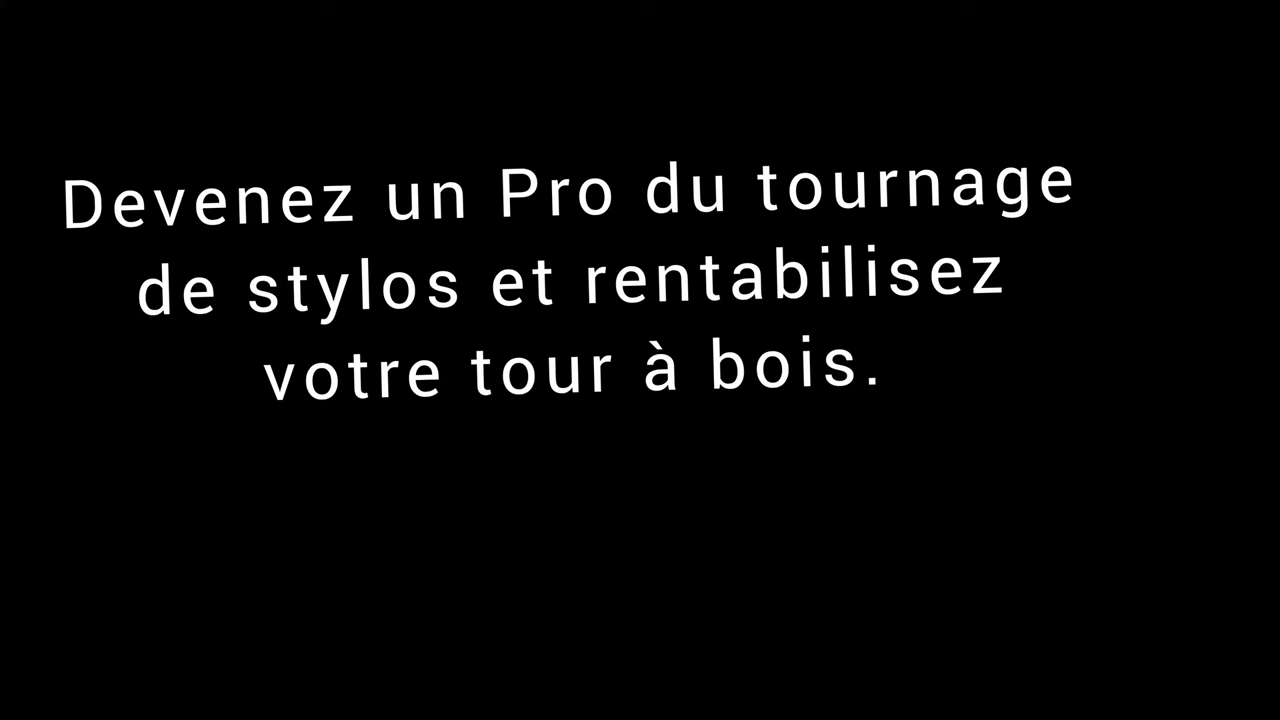 Devenez un Pro du tournage
de stylos et rentabilisez
votre tour à bois.